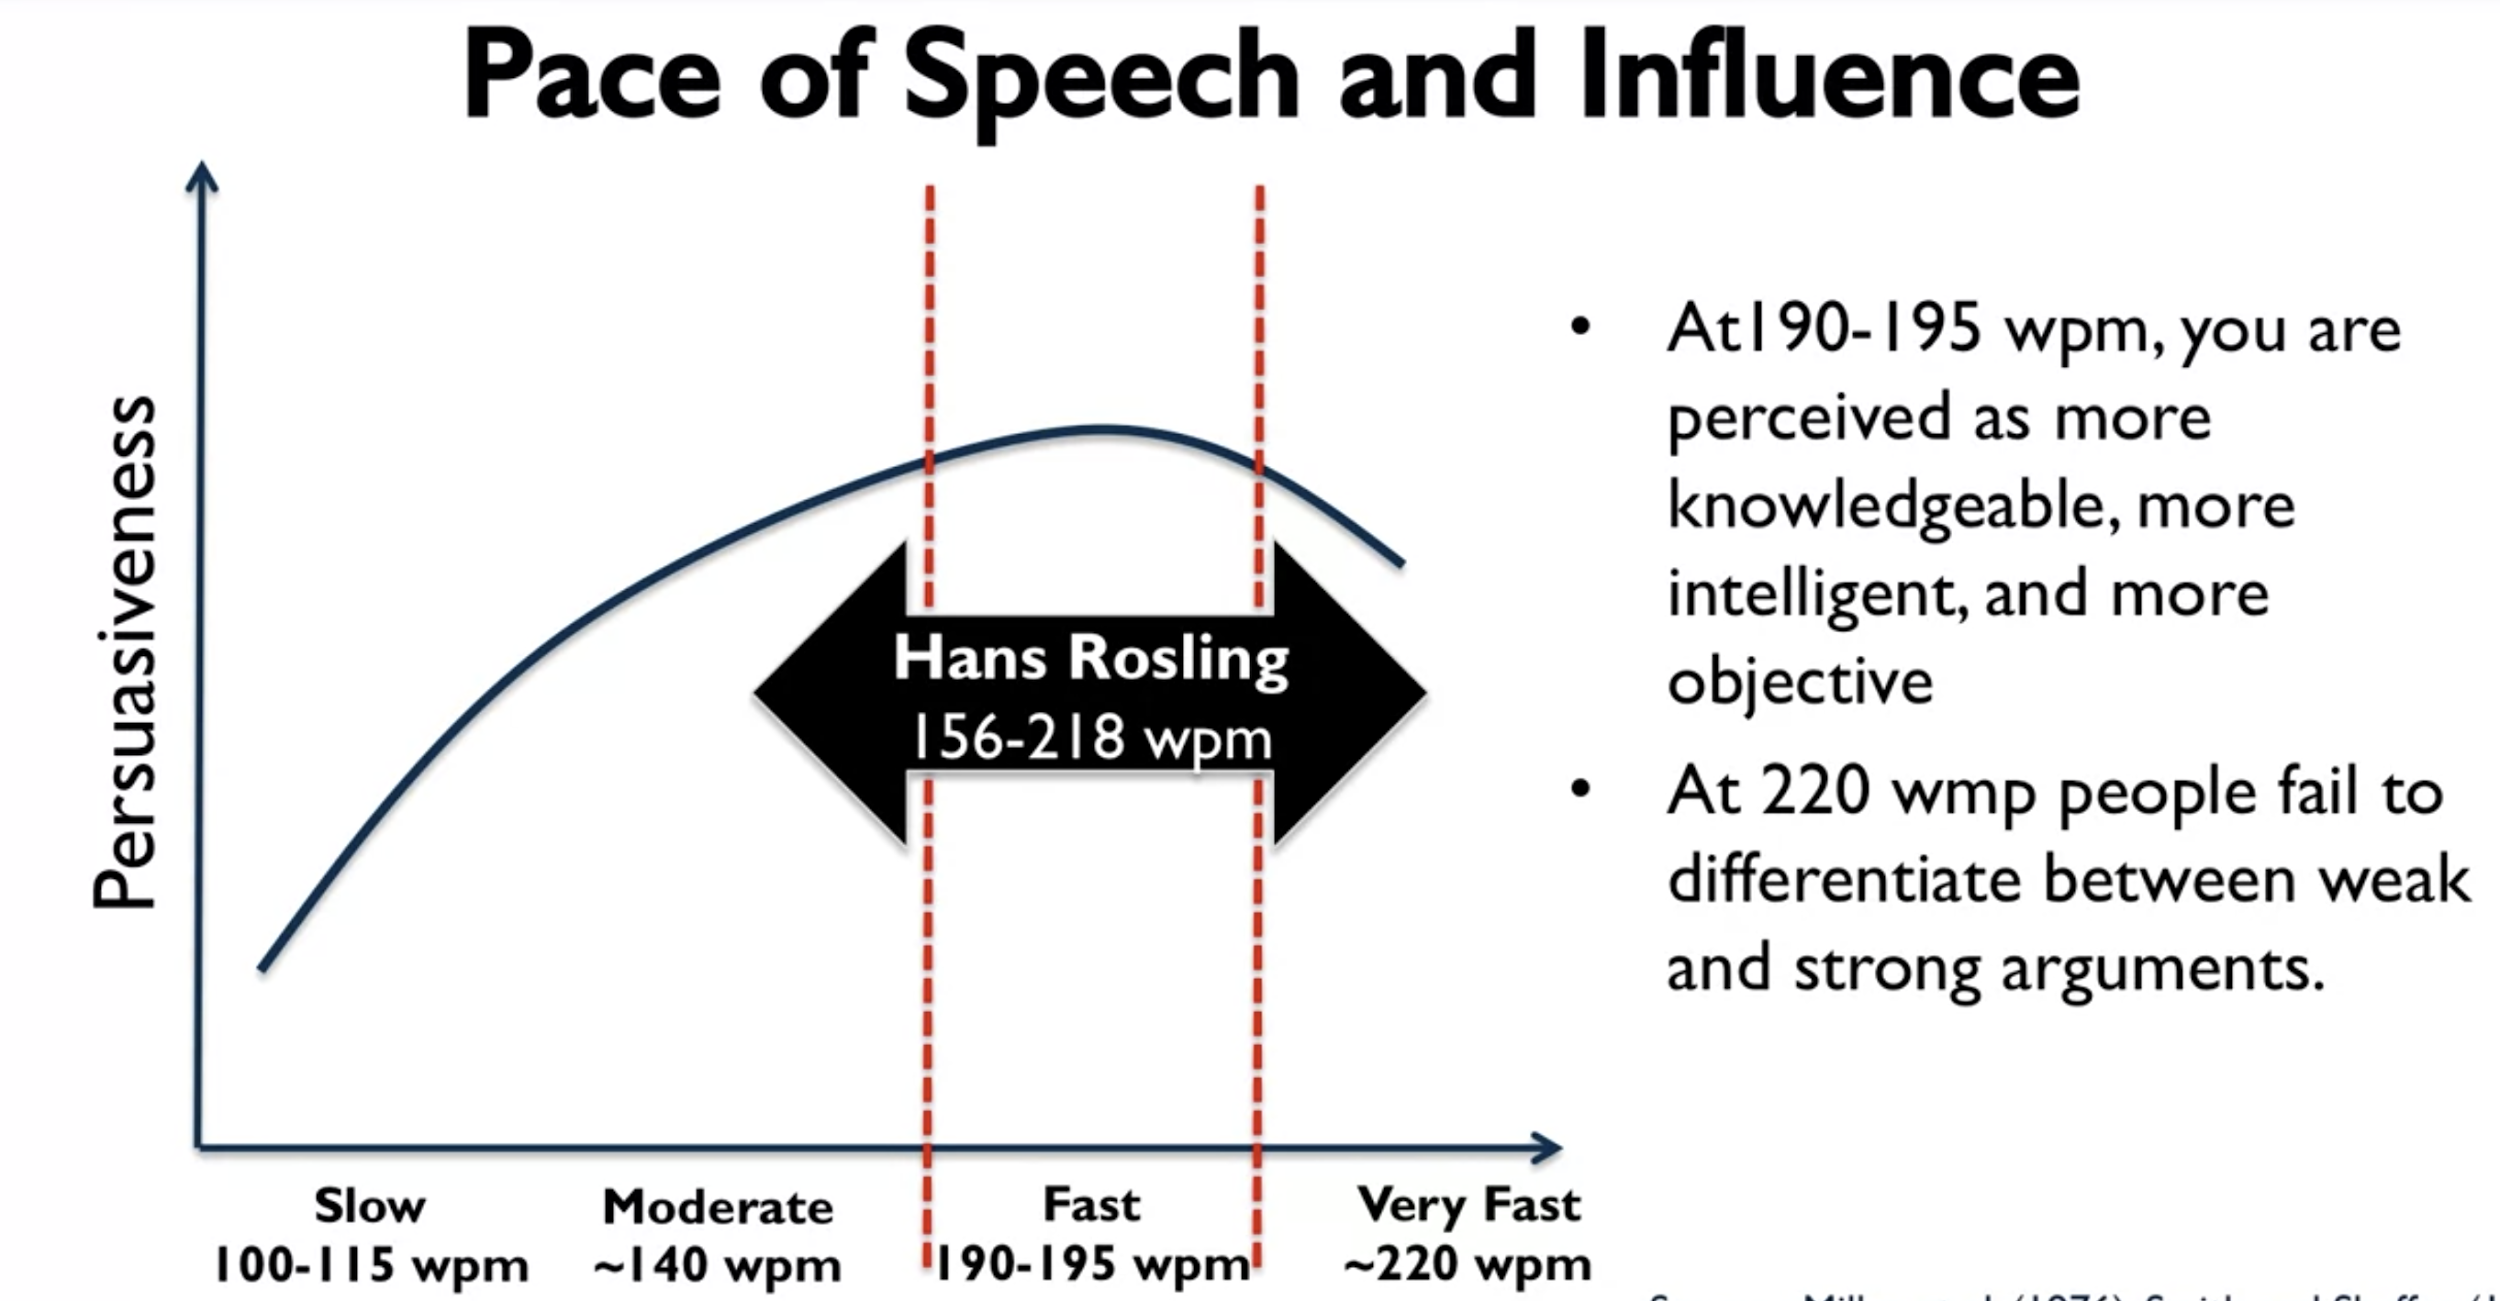 Pace of Speech and Influence
Persuasiveness
Hans Rosling
156-218 wpm
Slow
100-115 wpm
Moderate
~140 wpm
Fast
190-195 wpm
Very Fast
~220 wpm
• At190-195 wpm, you are
perceived as more
knowledgeable, more
intelligent, and more
objective
• At 220 wmp people fail to
differentiate between weak
and strong arguments.